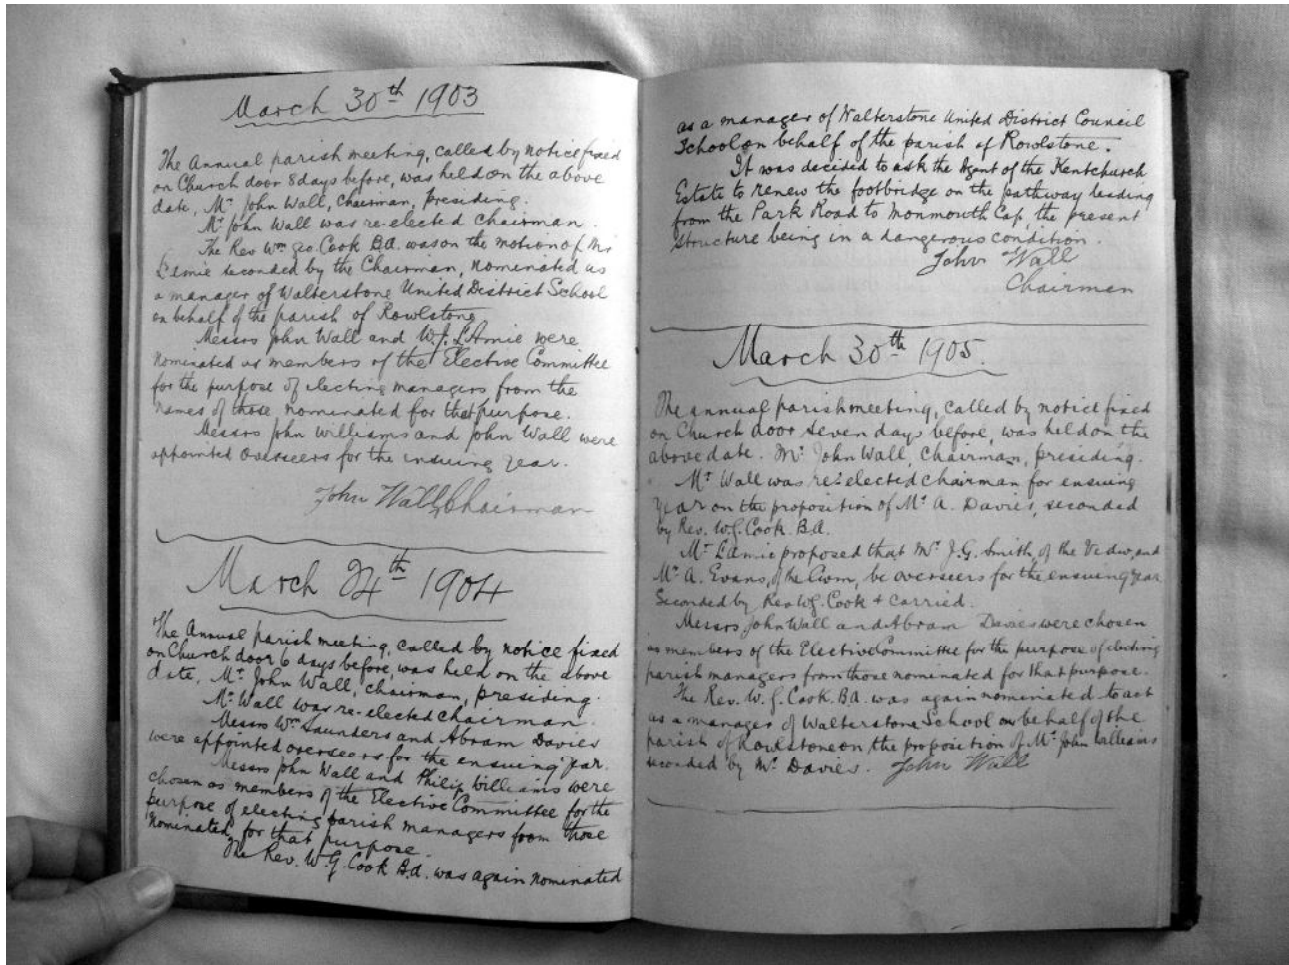 March 30th 1903
The Annual parish meeting, called by notice fixed
on Church door 8 days before, was held on the above
date, Mr John Wall, Chairman, presiding.
Mr John Wall was re-elected chairman.
The Rev Wm Geo. Cook B.A. was on the motion of Mr
L'Amie seconded by the Chairman, nominated as
a manager of Walterstone United District School
on behalf of the parish of Rowlstone
Messrs John Wall and W.J. L'Amie were
nominated as members of the Elective Committee
for the purpose of electing managers from the
names of those nominated for that purpose.
Messrs John Williams and John Wall were
appointed overseers for the ensuing year.
John Wall, Chairman
March 24th 1904
The Annual parish meeting, called by notice fixed
on Church door 6 days before, was held on the above
date, Mr John Wall, chairman, presiding.
Mr Wall was re-elected chairman.
Messrs Wm Saunders and Abram Davies
were appointed overseers for the ensuing year.
Messrs John Wall and Philip Williams were
chosen as members of the Elective Committee for the
purpose of electing parish managers from those
nominated for that purpose.
The Rev. W.G. Cook B.A. was again nominated
as a manager of Walterstone United District Council
School on behalf of the parish of Rowlstone.
It was decided to ask the Agent of the Kentchurch
Estate to renew the footbridge on the pathway leading
from the Park Road to Monmouth Cap, the present
structure being in a dangerous condition.
John Wall
Chairman
March 30th 1905.
The annual parish meeting, called by notice fixed
on Church door seven days before, was held on the
above date. Mr John Wall, Chairman, presiding.
Mr Wall was re-elected chairman for ensuing
year on the proposition of Mr A. Davies, seconded
by Rev. W.G. Cook. B.A.
Mr L'Amie proposed that Mr J.G. Smith, of the Vedw, and
Mr A. Evans, of the Cwm, be overseers for the ensuing year
Seconded by Rev W.G. Cook & carried.
Messrs John Wall and Abram Davies were chosen
as members of the Elective Committee for the purpose of electing
parish managers from those nominated for that purpose.
The Rev. W.G. Cook. B.A. was again nominated to act
as a manager of Walterstone School on behalf of the
parish of Rowlstone on the proposition of Mr John Williams
seconded by Mr Davies. John Wall